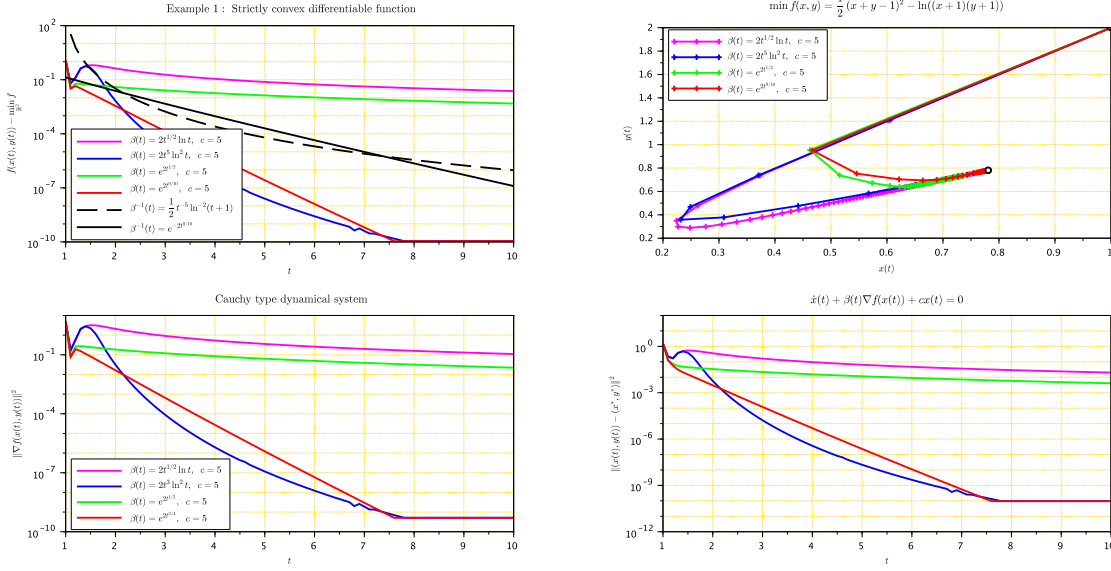 Example 1 : Strictly convex differentiable function
10^2
10^-1
10^-4
10^-7
10^-10
f(x(t), y(t)) − min f
ℝ²
β(t) = 2t^{1/2} ln t, c = 5
β(t) = 2t^5 ln² t, c = 5
β(t) = e^{2t^{1/2}}, c = 5
β(t) = e^{2t^{9/10}}, c = 5
β^{-1}(t) = 1/2 t^{-5} ln^{-2}(t + 1)
β^{-1}(t) = e^{-2t^{9/10}}
1 2 3 4 5 6 7 8 9 10
t
min f(x, y) = 1/2 (x + y − 1)² − ln((x + 1)(y + 1))
2
1.8
1.6
1.4
1.2
1
0.8
0.6
0.4
0.2
y(t)
β(t) = 2t^{1/2} ln t, c = 5
β(t) = 2t^5 ln² t, c = 5
β(t) = e^{2t^{1/2}}, c = 5
β(t) = e^{2t^{9/10}}, c = 5
0.2 0.3 0.4 0.5 0.6 0.7 0.8 0.9 1
x(t)
Cauchy type dynamical system
10^-1
10^-4
10^-7
10^-10
||∇f(x(t), y(t))||²
β(t) = 2t^{1/2} ln t, c = 5
β(t) = 2t^3 ln² t, c = 5
β(t) = e^{2t^{1/2}}, c = 5
β(t) = e^{2t^{3/4}}, c = 5
1 2 3 4 5 6 7 8 9 10
t
ẋ(t) + β(t)∇f(x(t)) + cx(t) = 0
10^0
10^-3
10^-6
10^-9
10^-12
||(x(t), y(t)) − (x*, y*)||²
1 2 3 4 5 6 7 8 9 10
t